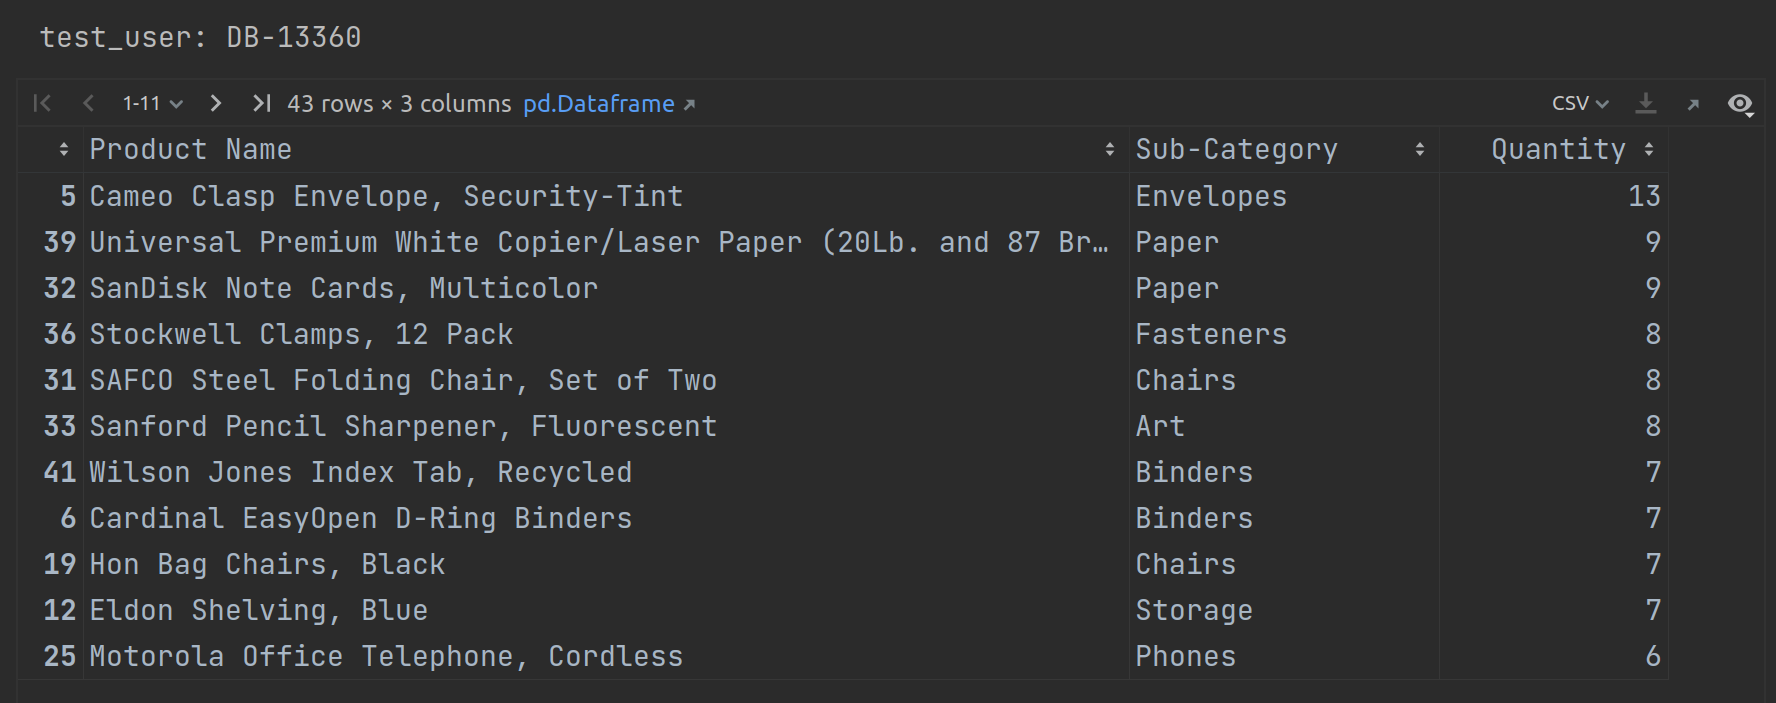 test_user: DB-13360
1-11 43 rows × 3 columns pd.Dataframe CSV
Product Name Sub-Category Quantity
5 Cameo Clasp Envelope, Security-Tint Envelopes 13
39 Universal Premium White Copier/Laser Paper (20Lb. and 87 Br… Paper 9
32 SanDisk Note Cards, Multicolor Paper 9
36 Stockwell Clamps, 12 Pack Fasteners 8
31 SAFCO Steel Folding Chair, Set of Two Chairs 8
33 Sanford Pencil Sharpener, Fluorescent Art 8
41 Wilson Jones Index Tab, Recycled Binders 7
6 Cardinal EasyOpen D-Ring Binders Binders 7
19 Hon Bag Chairs, Black Chairs 7
12 Eldon Shelving, Blue Storage 7
25 Motorola Office Telephone, Cordless Phones 6